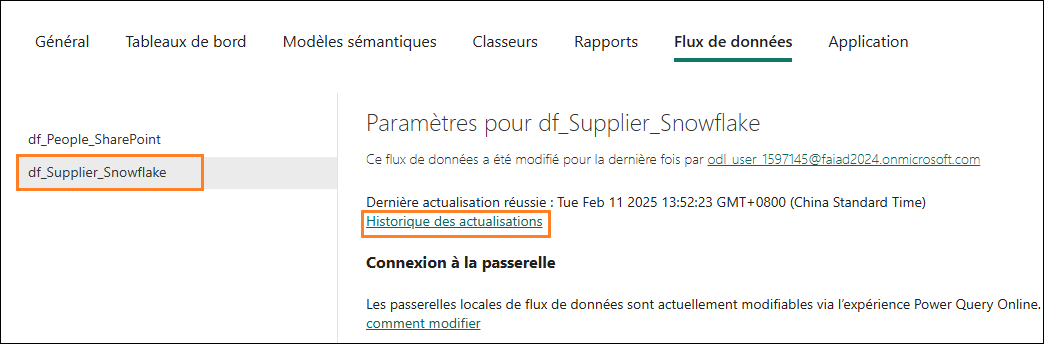 Général Tableaux de bord Modèles sémantiques Classeurs Rapports Flux de données Application
df_People_SharePoint
df_Supplier_Snowflake
Paramètres pour df_Supplier_Snowflake
Ce flux de données a été modifié pour la dernière fois par odl_user_1597145@faiad2024.onmicrosoft.com
Dernière actualisation réussie : Tue Feb 11 2025 13:52:23 GMT+0800 (China Standard Time)
Historique des actualisations
Connexion à la passerelle
Les passerelles locales de flux de données sont actuellement modifiables via l’expérience Power Query Online.
comment modifier